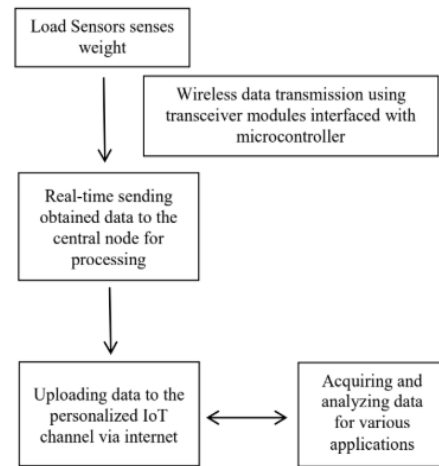 Load Sensors senses
weight
Wireless data transmission using
transceiver modules interfaced with
microcontroller
Real-time sending
obtained data to the
central node for
processing
Uploading data to the
personalized IoT
channel via internet
Acquiring and
analyzing data
for various
applications